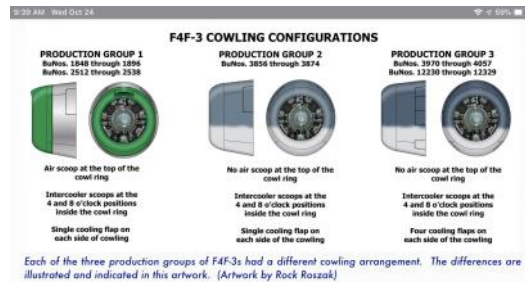 9:39 AM Wed Oct 24
59%
F4F-3 COWLING CONFIGURATIONS
PRODUCTION GROUP 1
BuNos. 1848 through 1896
BuNos. 2512 through 2538
Air scoop at the top of the
cowl ring
Intercooler scoops at the
4 and 8 o'clock positions
inside the cowl ring
Single cooling flap on
each side of the cowling
PRODUCTION GROUP 2
BuNos. 3856 through 3874
No air scoop at the top of the
cowl ring
Intercooler scoops at the
4 and 8 o'clock positions
inside the cowl ring
Single cooling flap on
each side of the cowling
PRODUCTION GROUP 3
BuNos. 3970 through 4057
BuNos. 12230 through 12329
No air scoop at the top of the
cowl ring
Intercooler scoops at the
4 and 8 o'clock positions
inside the cowl ring
Four cooling flaps on
each side of the cowling
Each of the three production groups of F4F-3s had a different cowling arrangement. The differences are
illustrated and indicated in this artwork. (Artwork by Rock Roszak)